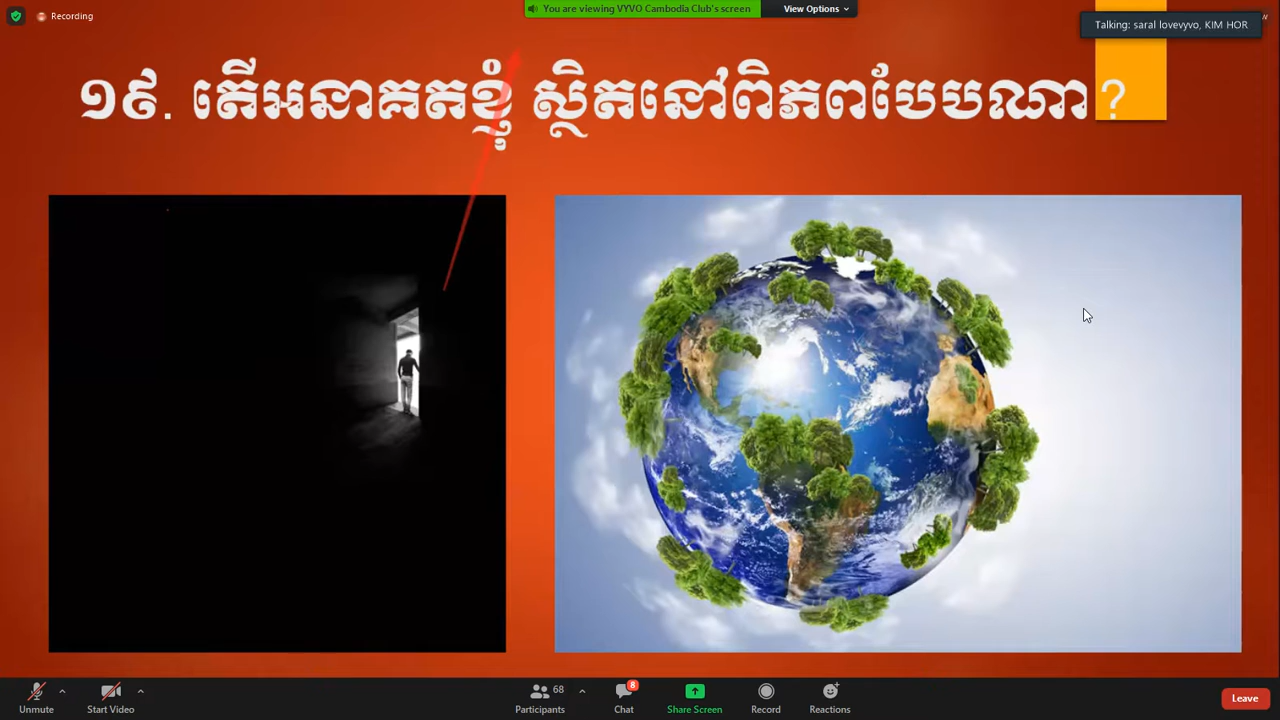 Recording
You are viewing VYVO Cambodia Club's screen
View Options
Talking: saral lovevyvo, KIM HOR
១៩. តើអនាគតខ្ញុំ ស្ថិតនៅពិភពបែបណា?
Unmute
Start Video
68
Participants
8
Chat
Share Screen
Record
Reactions
Leave